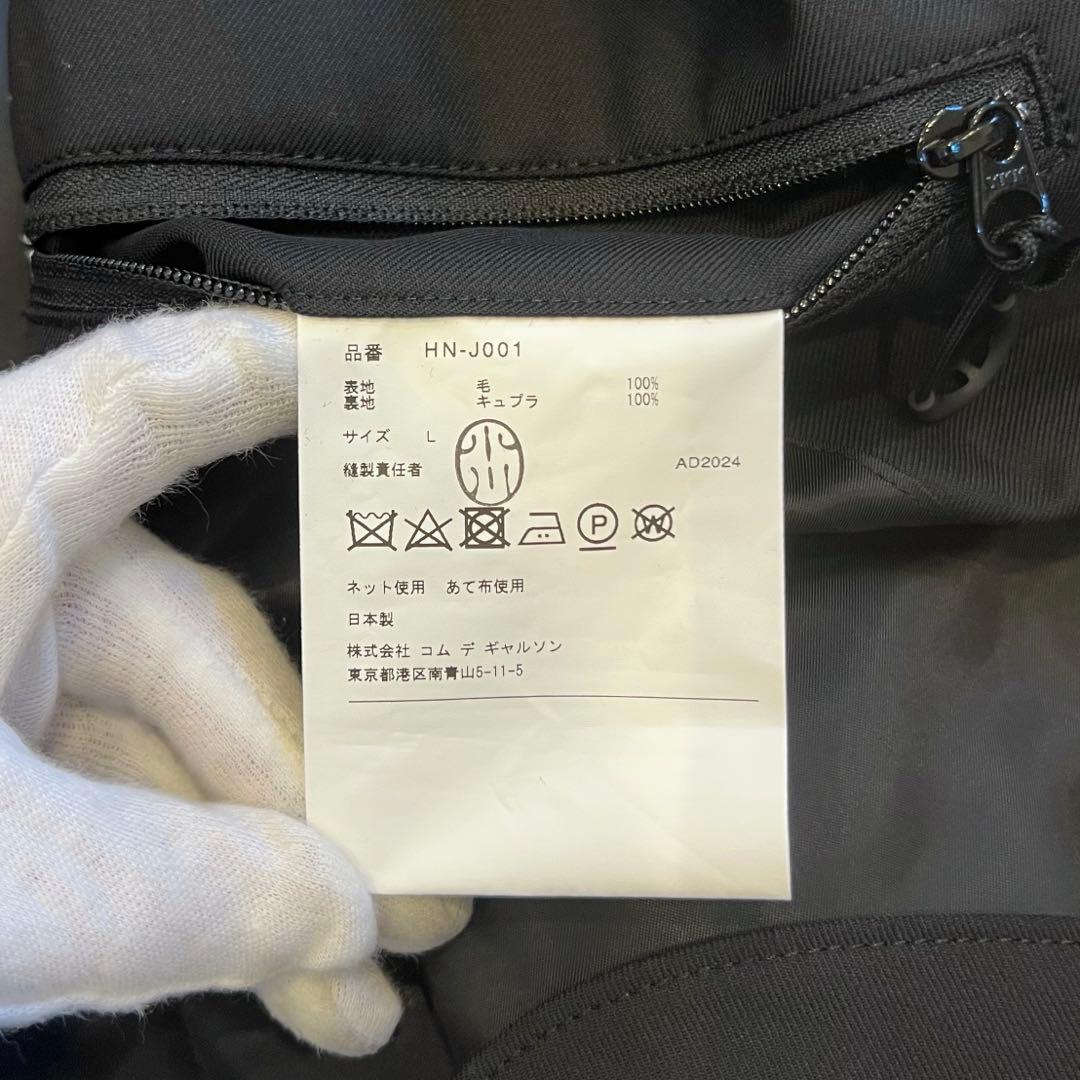 品番 HN-J001
表地 毛 100%
裏地 キュプラ 100%
サイズ L
縫製責任者 AD2024
P W
ネット使用 あて布使用
日本製
株式会社 コム デ ギャルソン
東京都港区南青山5-11-5